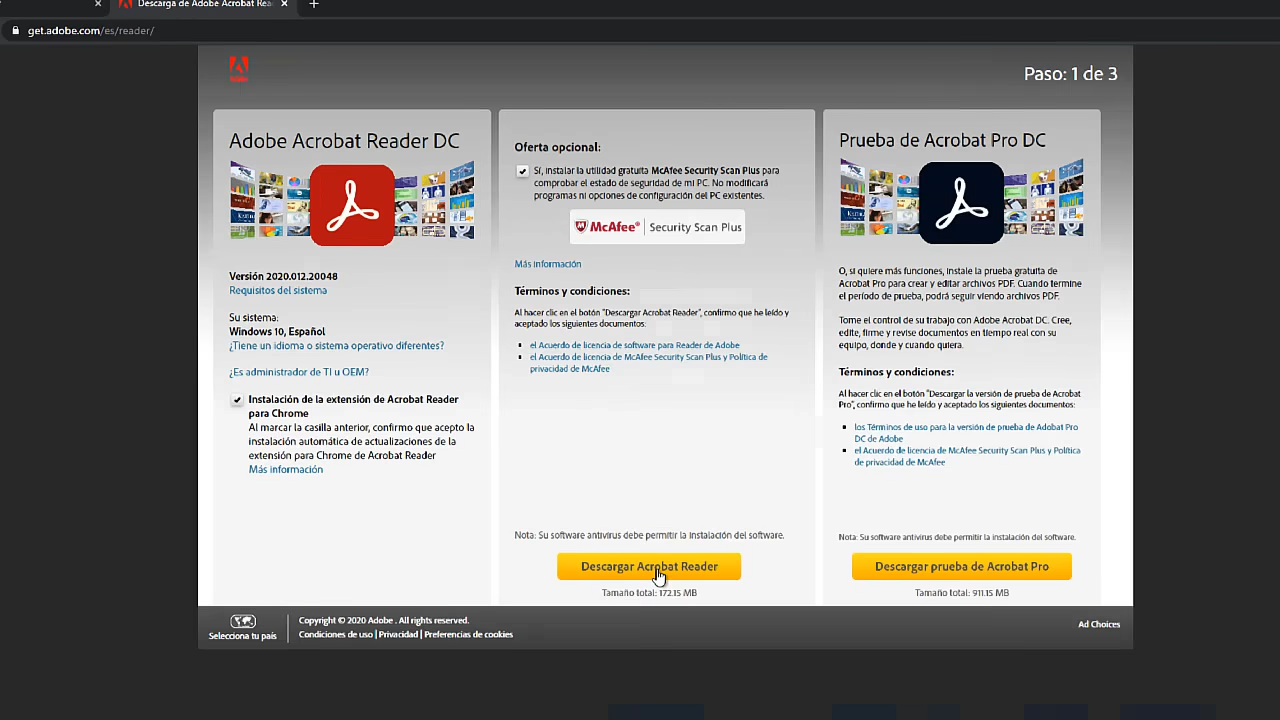 Descarga de Adobe Acrobat Rea
get.adobe.com/es/reader/
Adobe
Paso: 1 de 3
Adobe Acrobat Reader DC
Versión 2020.012.20048
Requisitos del sistema
Su sistema:
Windows 10, Español
¿Tiene un idioma o sistema operativo diferentes?
¿Es administrador de TI u OEM?
Instalación de la extensión de Acrobat Reader
para Chrome
Al marcar la casilla anterior, confirmo que acepto la
instalación automática de actualizaciones de la
extensión para Chrome de Acrobat Reader
Más información
Oferta opcional:
Sí, instalar la utilidad gratuita McAfee Security Scan Plus para
comprobar el estado de seguridad de mi PC. No modificará
programas ni opciones de configuración del PC existentes.
McAfee® Security Scan Plus
Más información
Términos y condiciones:
Al hacer clic en el botón "Descargar Acrobat Reader", confirmo que he leído y
aceptado los siguientes documentos:
el Acuerdo de licencia de software para Reader de Adobe
el Acuerdo de licencia de McAfee Security Scan Plus y Política de
privacidad de McAfee
Nota: Su software antivirus debe permitir la instalación del software.
Descargar Acrobat Reader
Tamaño total: 172.15 MB
Prueba de Acrobat Pro DC
O, si quiere más funciones, instale la prueba gratuita de
Acrobat Pro para crear y editar archivos PDF. Cuando termine
el período de prueba, podrá seguir viendo archivos PDF.
Tome el control de su trabajo con Adobe Acrobat DC. Cree,
edite, firme y revise documentos en tiempo real con su
equipo, donde y cuando quiera.
Términos y condiciones:
Al hacer clic en el botón "Descargar la versión de prueba de Acrobat
Pro", confirmo que he leído y aceptado los siguientes documentos:
los Términos de uso para la versión de prueba de Adobat Pro
DC de Adobe
el Acuerdo de licencia de McAfee Security Scan Plus y Política
de privacidad de McAfee
Nota: Su software antivirus debe permitir la instalación del software.
Descargar prueba de Acrobat Pro
Tamaño total: 911.15 MB
Selecciona tu país
Copyright © 2020 Adobe . All rights reserved.
Condiciones de uso | Privacidad | Preferencias de cookies
Ad Choices